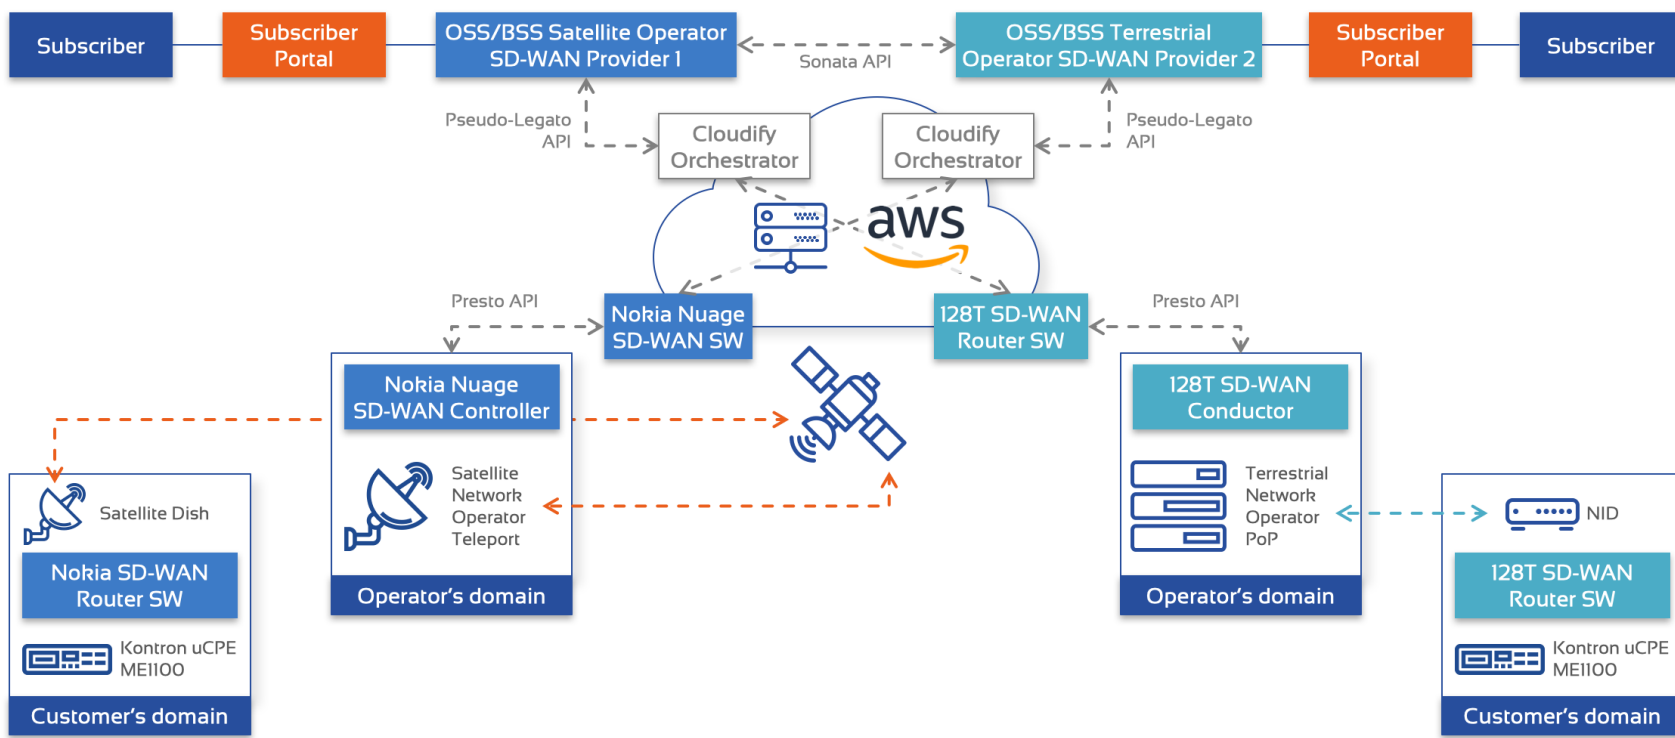 Subscriber
Subscriber
Portal
OSS/BSS Satellite Operator
SD-WAN Provider 1
Sonata API
OSS/BSS Terrestrial
Operator SD-WAN Provider 2
Subscriber
Portal
Subscriber
Pseudo-Legato
API
Cloudify
Orchestrator
Cloudify
Orchestrator
Pseudo-Legato
API
aws
Presto API
Nokia Nuage
SD-WAN SW
128T SD-WAN
Router SW
Presto API
Nokia Nuage
SD-WAN Controller
Satellite
Network
Operator
Teleport
Operator's domain
128T SD-WAN
Conductor
Terrestrial
Network
Operator
PoP
Operator's domain
Satellite Dish
Nokia SD-WAN
Router SW
Kontron uCPE
ME1100
Customer's domain
NID
128T SD-WAN
Router SW
Kontron uCPE
ME1100
Customer's domain